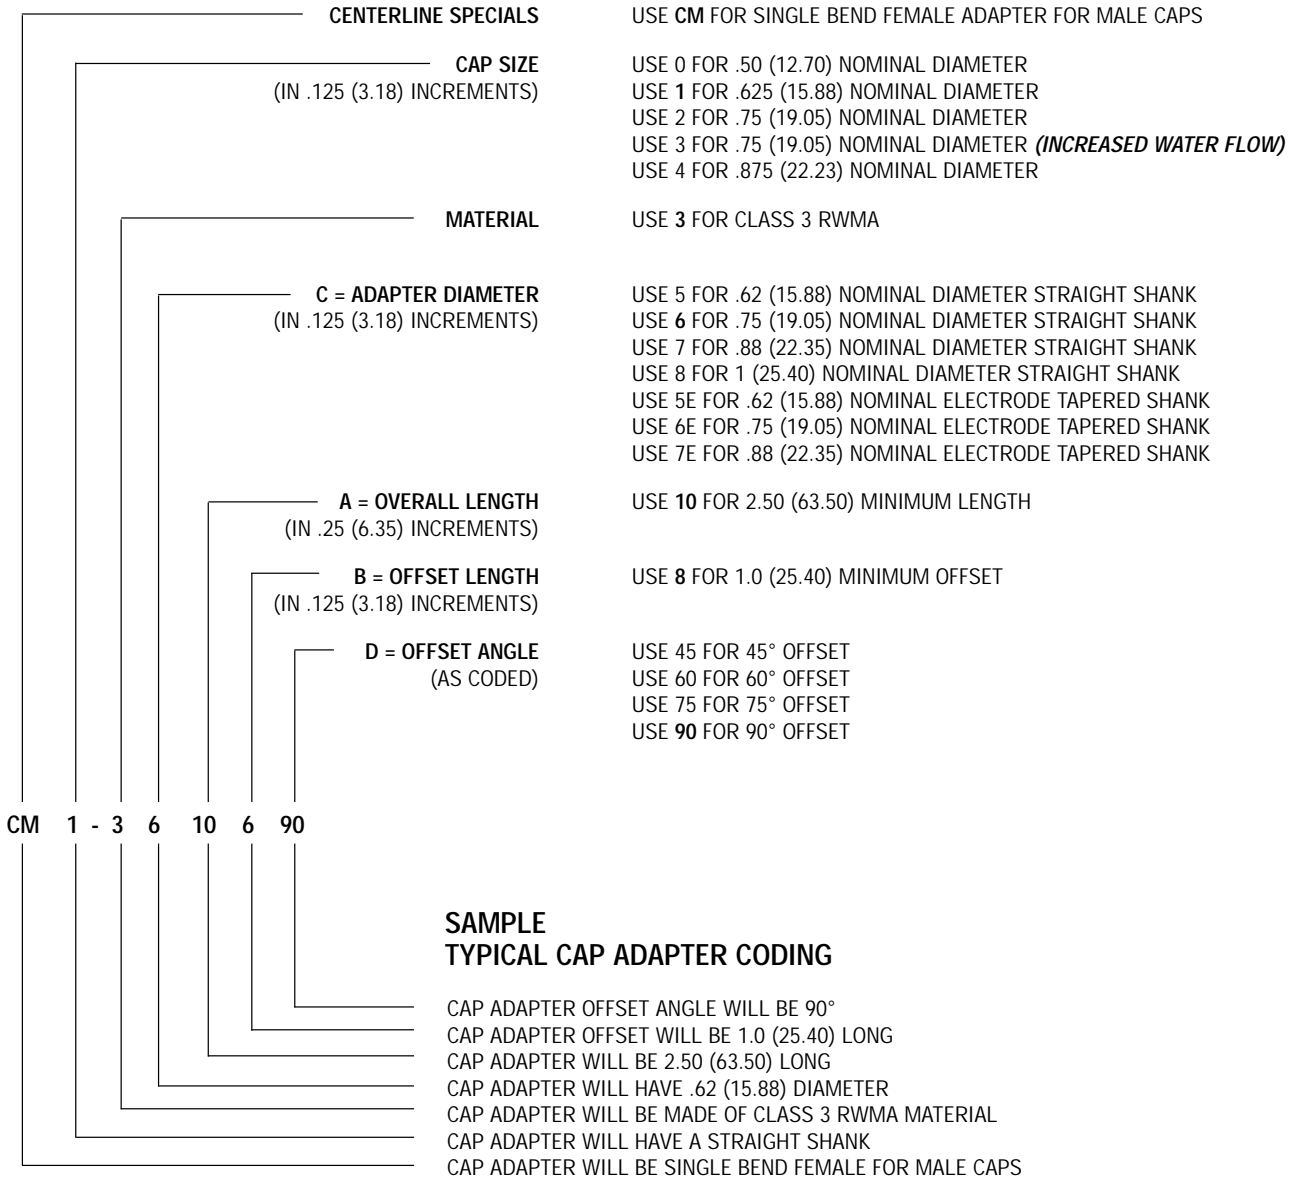 CENTERLINE SPECIALS USE CM FOR SINGLE BEND FEMALE ADAPTER FOR MALE CAPS
CAP SIZE USE 0 FOR .50 (12.70) NOMINAL DIAMETER
(IN .125 (3.18) INCREMENTS) USE 1 FOR .625 (15.88) NOMINAL DIAMETER
USE 2 FOR .75 (19.05) NOMINAL DIAMETER
USE 3 FOR .75 (19.05) NOMINAL DIAMETER (INCREASED WATER FLOW)
USE 4 FOR .875 (22.23) NOMINAL DIAMETER
MATERIAL USE 3 FOR CLASS 3 RWMA
C = ADAPTER DIAMETER USE 5 FOR .62 (15.88) NOMINAL DIAMETER STRAIGHT SHANK
(IN .125 (3.18) INCREMENTS) USE 6 FOR .75 (19.05) NOMINAL DIAMETER STRAIGHT SHANK
USE 7 FOR .88 (22.35) NOMINAL DIAMETER STRAIGHT SHANK
USE 8 FOR 1 (25.40) NOMINAL DIAMETER STRAIGHT SHANK
USE 5E FOR .62 (15.88) NOMINAL ELECTRODE TAPERED SHANK
USE 6E FOR .75 (19.05) NOMINAL ELECTRODE TAPERED SHANK
USE 7E FOR .88 (22.35) NOMINAL ELECTRODE TAPERED SHANK
A = OVERALL LENGTH USE 10 FOR 2.50 (63.50) MINIMUM LENGTH
(IN .25 (6.35) INCREMENTS)
B = OFFSET LENGTH USE 8 FOR 1.0 (25.40) MINIMUM OFFSET
(IN .125 (3.18) INCREMENTS)
D = OFFSET ANGLE USE 45 FOR 45° OFFSET
(AS CODED) USE 60 FOR 60° OFFSET
USE 75 FOR 75° OFFSET
USE 90 FOR 90° OFFSET
CM 1 - 3 6 10 6 90
SAMPLE
TYPICAL CAP ADAPTER CODING
CAP ADAPTER OFFSET ANGLE WILL BE 90°
CAP ADAPTER OFFSET WILL BE 1.0 (25.40) LONG
CAP ADAPTER WILL BE 2.50 (63.50) LONG
CAP ADAPTER WILL HAVE .62 (15.88) DIAMETER
CAP ADAPTER WILL BE MADE OF CLASS 3 RWMA MATERIAL
CAP ADAPTER WILL HAVE A STRAIGHT SHANK
CAP ADAPTER WILL BE SINGLE BEND FEMALE FOR MALE CAPS